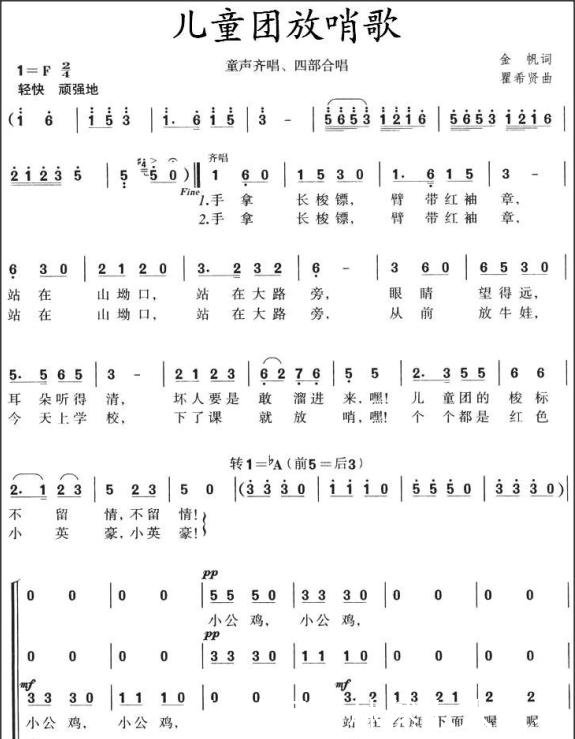 儿童团放哨歌
1=F 2/4
童声齐唱、四部合唱
金 帆 词
瞿希贤 曲
轻快 顽强地
(1 6 | 1 5 3 | 1. 6 1 5 | 3 - | 5 6 5 3 5 6 5 3 |
2 1 2 3 5 | 5 5 0 ) 齐唱 1 6 0 | 1 5 3 0 | 1. 6 1 5 | 3 - |
Fine
1.手 拿 长梭镖, 臂 带红袖 章,
2.手 拿 长梭镖, 臂 带红袖 章,
6 3 0 | 2 1 2 0 | 3. 2 3 2 | 6 - | 3 6 0 | 6 5 3 0 |
站 在 山坳口, 站 在大路 旁, 眼 睛 望得远,
站 在 山坳口, 站 在大路 旁, 从 前 放牛娃,
5. 5 6 5 | 3 - | 3 2 1 2 | 6 2 7 6 | 5 5 | 2. 3 5 5 | 6 6 |
耳 朵听得 清, 坏人要是 敢 溜进 来,嘿! 儿 童团的 梭标
今 天上学 校, 下了课 就放 哨,嘿! 个 个都是 红色
转1=♭A(前5=后3)
2. 1 2 3 | 5 2 3 | 5 0 | (3 3 3 0 | 1 1 1 0 | 5 5 5 0 | 3 3 3 0) |
不 留 情,不留 情!
小 英 豪,小英 豪!
pp
0 0 | 0 0 | 5 5 5 0 | 3 3 3 0 | 0 0 | 0 0
小公 鸡, 小公 鸡,
pp
0 0 | 0 0 | 3 3 3 0 | 1 1 1 0 | 0 0 | 0 0
mf mf
3 3 3 0 | 1 1 1 0 | 0 0 | 0 0 | 3. 2
小公鸡, 小公 鸡, 站 在 下面 喔 喔